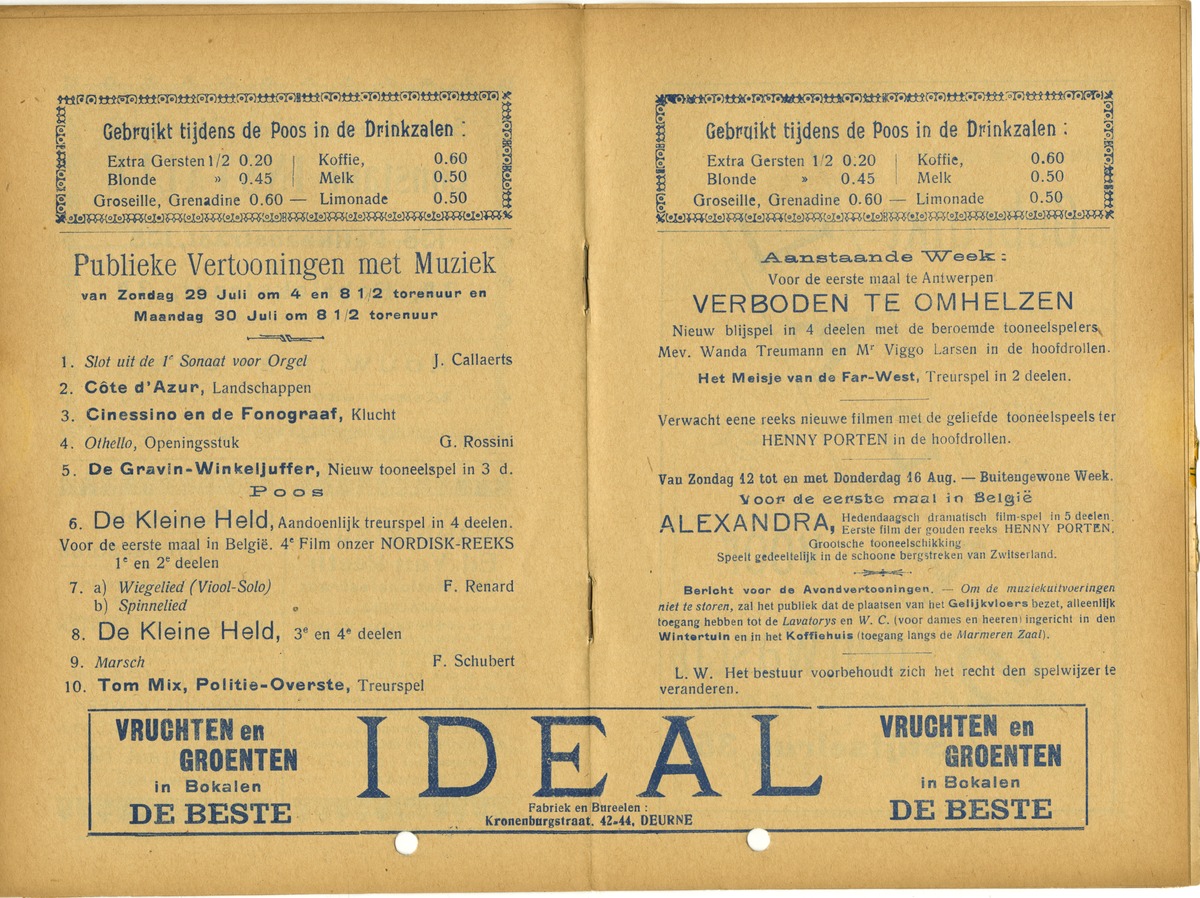 Gebruikt tijdens de Poos in de Drinkzalen :
Extra Gersten 1/2 0.20 | Koffie, 0.60
Blonde » 0.45 | Melk 0.50
Groseille, Grenadine 0.60 — Limonade 0.50
Publieke Vertooningen met Muziek
van Zondag 29 Juli om 4 en 8 1/2 torenuur en
Maandag 30 Juli om 8 1/2 torenuur
1. Slot uit de 1e Sonaat voor Orgel J. Callaerts
2. Côte d'Azur, Landschappen
3. Cinessino en de Fonograaf, Klucht
4. Othello, Openingsstuk G. Rossini
5. De Gravin-Winkeljuffer, Nieuw tooneelspel in 3 d.
Poos
6. De Kleine Held, Aandoenlijk treurspel in 4 deelen.
Voor de eerste maal in België. 4e Film onzer NORDISK-REEKS
1e en 2e deelen
7. a) Wiegelied (Viool-Solo) F. Renard
b) Spinnelied
8. De Kleine Held, 3e en 4e deelen
9. Marsch F. Schubert
10. Tom Mix, Politie-Overste, Treurspel
Gebruikt tijdens de Poos in de Drinkzalen :
Extra Gersten 1/2 0.20 | Koffie, 0.60
Blonde » 0.45 | Melk 0.50
Groseille, Grenadine 0.60 — Limonade 0.50
Aanstaande Week :
Voor de eerste maal te Antwerpen
VERBODEN TE OMHELZEN
Nieuw blijspel in 4 deelen met de beroemde tooneelspelers
Mev. Wanda Treumann en Mr Viggo Larsen in de hoofdrollen.
Het Meisje van de Far-West, Treurspel in 2 deelen.
Verwacht eene reeks nieuwe filmen met de geliefde tooneelspeelster
HENNY PORTEN in de hoofdrollen.
Van Zondag 12 tot en met Donderdag 16 Aug. — Buitengewone Week.
Voor de eerste maal in België
ALEXANDRA, Hedendaagsch dramatisch film-spel in 5 deelen.
Eerste film der gouden reeks HENNY PORTEN.
Grootsche tooneelschikking
Speelt gedeeltelijk in de schoone bergstreken van Zwitserland.
Bericht voor de Avondvertooningen. — Om de muziekuitvoeringen
niet te storen, zal het publiek dat de plaatsen van het Gelijkvloers bezet, alleenlijk
toegang hebben tot de Lavatorys en W. C. (voor dames en heeren) ingericht in den
Wintertuin en in het Koffiehuis (toegang langs de Marmeren Zaal).
L. W. Het bestuur voorbehoudt zich het recht den spelwijzer te
veranderen.
VRUCHTEN en
GROENTEN
in Bokalen
DE BESTE
IDEAL
Fabriek en Bureelen :
Kronenburgstraat, 42-44, DEURNE
VRUCHTEN en
GROENTEN
in Bokalen
DE BESTE